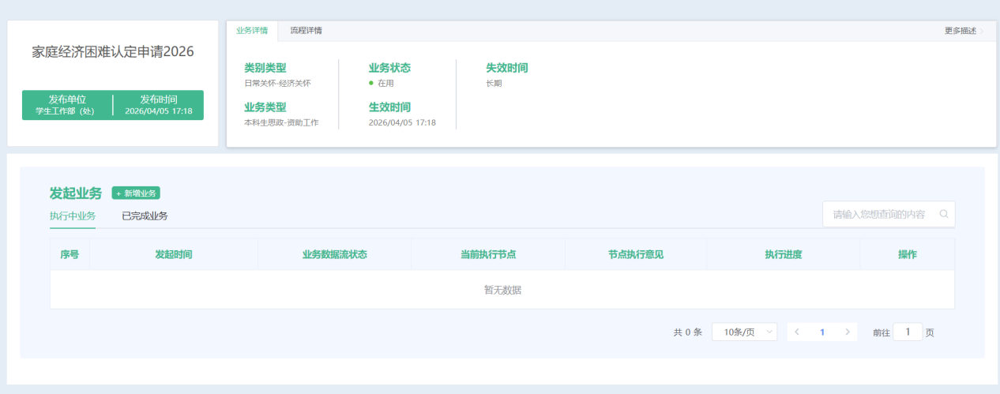 家庭经济困难认定申请2026
发布单位
学生工作部（处）
发布时间
2026/04/05 17:18
业务详情
流程详情
更多描述
类别类型
日常关怀-经济关怀
业务类型
本科生思政-资助工作
业务状态
在用
生效时间
2026/04/05 17:18
失效时间
长期
发起业务
+ 新增业务
执行中业务
已完成业务
请输入您想查询的内容
序号 发起时间 业务数据流状态 当前执行节点 节点执行意见 执行进度 操作
暂无数据
共 0 条 10条/页 1 前往 1 页